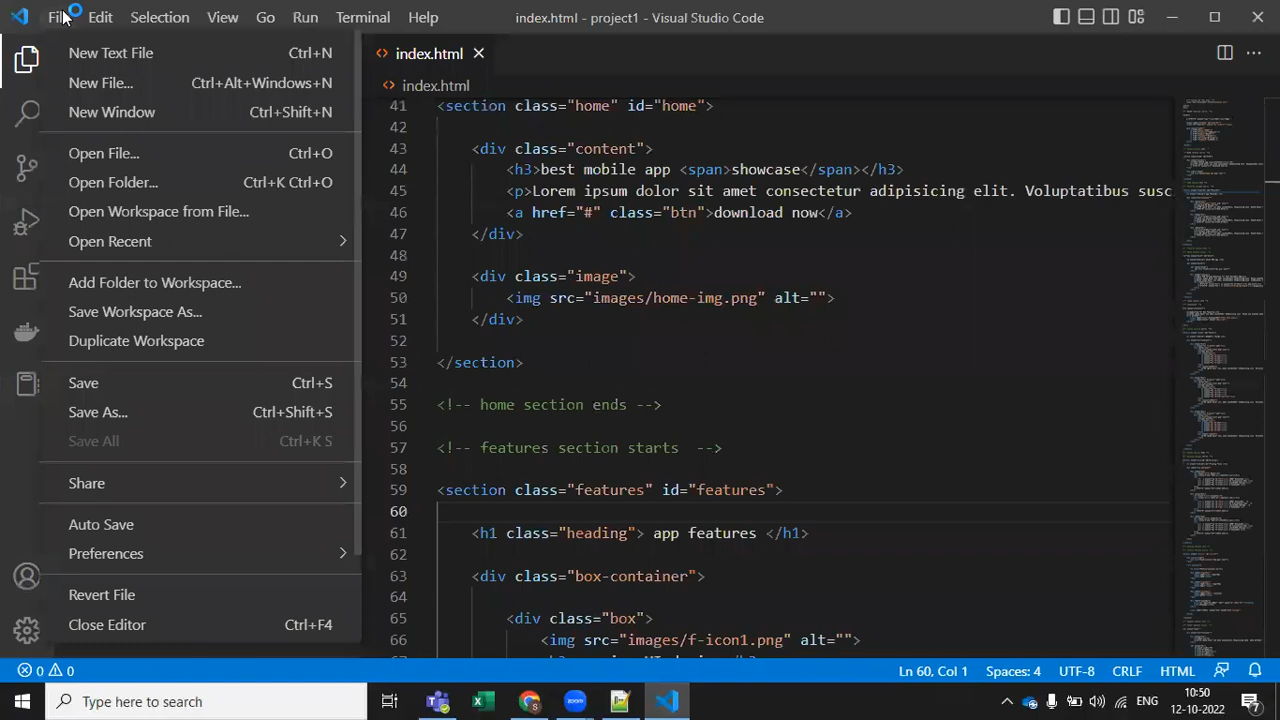 File Edit Selection View Go Run Terminal Help index.html - project1 - Visual Studio Code
New Text File Ctrl+N
New File... Ctrl+Alt+Windows+N
New Window Ctrl+Shift+N
Open File... Ctrl+O
Open Folder... Ctrl+K Ctrl+O
Open Workspace from File...
Open Recent
Add Folder to Workspace...
Save Workspace As...
Duplicate Workspace
Save Ctrl+S
Save As... Ctrl+Shift+S
Save All Ctrl+K S
Share
Auto Save
Preferences
Revert File
Close Editor Ctrl+F4
index.html
index.html
41 <section class="home" id="home">
42
43 <div class="content">
44 <h3>best mobile app <span>showcase</span></h3>
45 <p>Lorem ipsum dolor sit amet consectetur adipisicing elit. Voluptatibus susc
46 <a href="#" class="btn">download now</a>
47 </div>
48
49 <div class="image">
50 <img src="images/home-img.png" alt="">
51 </div>
52
53 </section>
54
55 <!-- home section ends -->
56
57 <!-- features section starts -->
58
59 <section class="features" id="features">
60
61 <h1 class="heading"> app features </h1>
62
63 <div class="box-container">
64
65 <div class="box">
66 <img src="images/f-icon1.png" alt="">
0 0 Ln 60, Col 1 Spaces: 4 UTF-8 CRLF HTML
Type here to search
zoom
ENG
10:50
12-10-2022
7